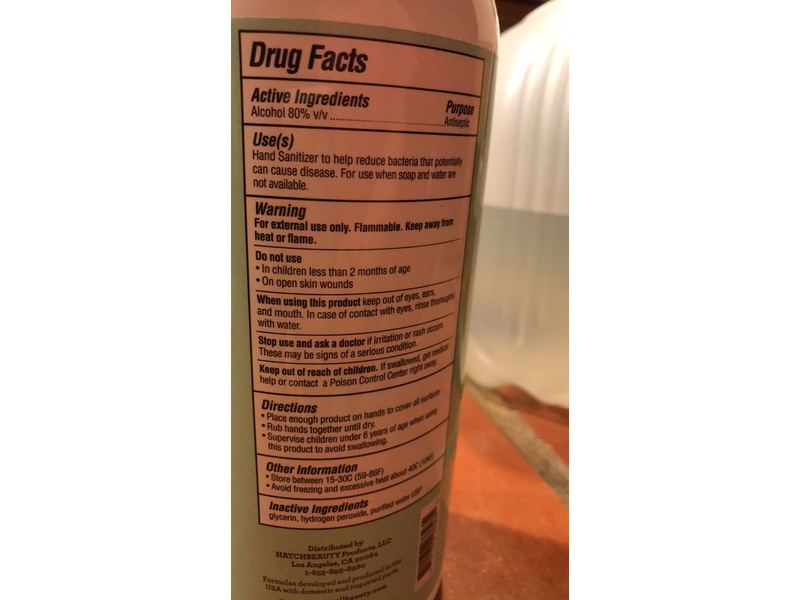 Drug Facts
Active Ingredients
Purpose
Alcohol 80% v/v
Antiseptic
Use(s)
Hand Sanitizer to help reduce bacteria that potentially
can cause disease. For use when soap and water are
not available.
Warning
For external use only. Flammable. Keep away from
heat or flame.
Do not use
• In children less than 2 months of age
• On open skin wounds
When using this product keep out of eyes, ears,
and mouth. In case of contact with eyes, rinse thoroughly
with water.
Stop use and ask a doctor if irritation or rash occurs.
These may be signs of a serious condition.
Keep out of reach of children. If swallowed, get medical
help or contact a Poison Control Center right away.
Directions
• Place enough product on hands to cover all surfaces.
• Rub hands together until dry.
• Supervise children under 6 years of age when using
this product to avoid swallowing.
Other Information
• Store between 15-30C (59-86F)
• Avoid freezing and excessive heat about 40C (104F)
Inactive Ingredients
glycerin, hydrogen peroxide, purified water USP
Distributed by
HATCHBEAUTY Products, LLC
Los Angeles, CA 90064
1-855-895-6980
Formulas developed and produced in the
USA with domestic and imported parts.